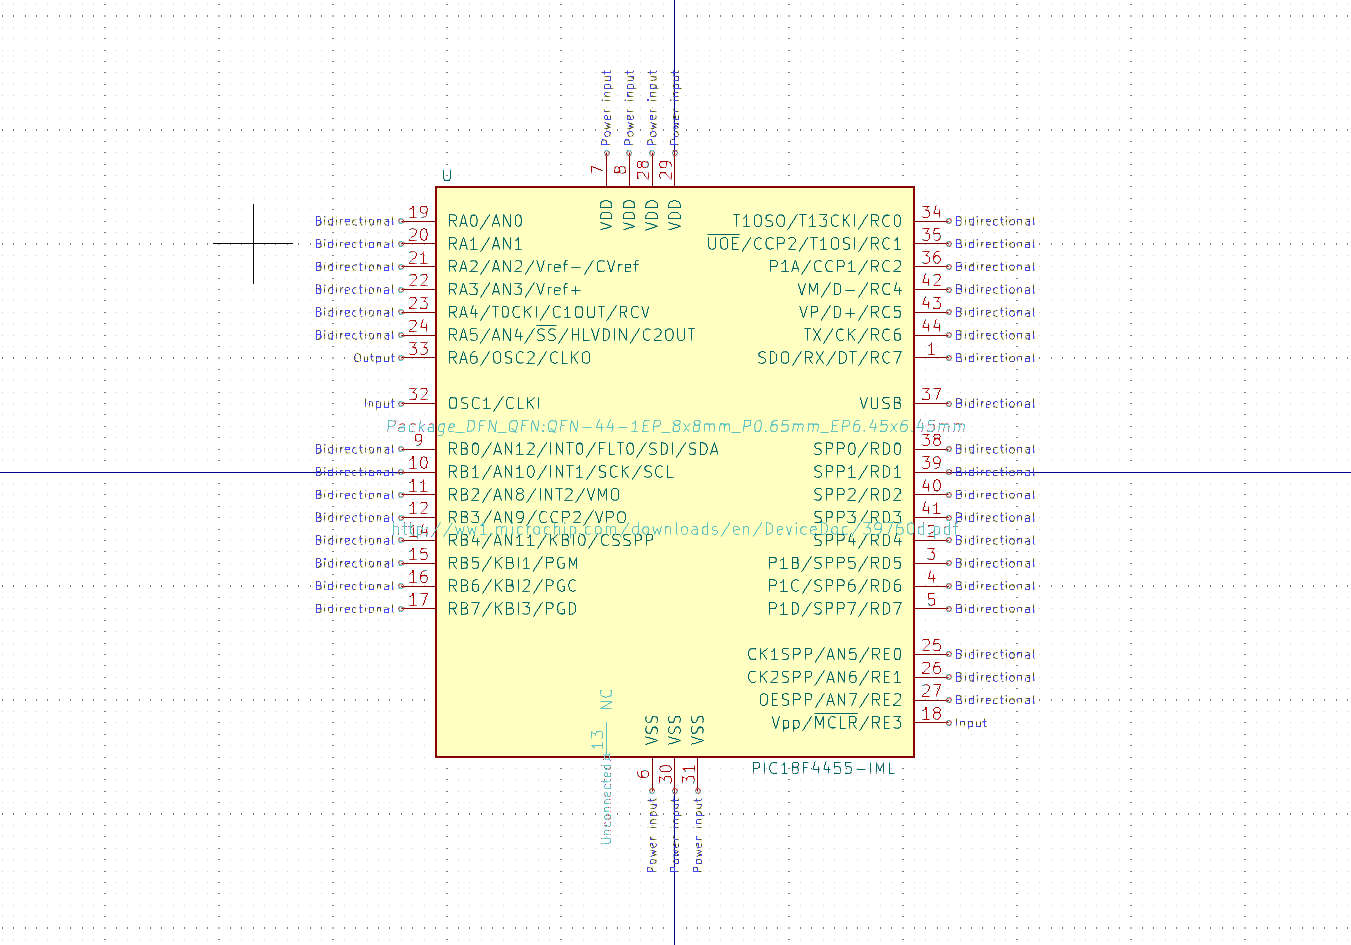 Power input
Power input
Power input
Power input
7
8
28
29
U
VDD
VDD
VDD
VDD
Bidirectional 19 RA0/AN0
T1OSO/T13CKI/RC0 34 Bidirectional
Bidirectional 20 RA1/AN1
UOE/CCP2/T1OSI/RC1 35 Bidirectional
Bidirectional 21 RA2/AN2/Vref-/CVref
P1A/CCP1/RC2 36 Bidirectional
Bidirectional 22 RA3/AN3/Vref+
VM/D-/RC4 42 Bidirectional
Bidirectional 23 RA4/T0CKI/C1OUT/RCV
VP/D+/RC5 43 Bidirectional
Bidirectional 24 RA5/AN4/SS/HLVDIN/C2OUT
TX/CK/RC6 44 Bidirectional
Output 33 RA6/OSC2/CLKO
SDO/RX/DT/RC7 1 Bidirectional
Input 32 OSC1/CLKI
VUSB 37 Bidirectional
Package_DFN_QFN:QFN-44-1EP_8x8mm_P0.65mm_EP6.45x6.45mm
Bidirectional 9 RB0/AN12/INT0/FLT0/SDI/SDA
SPP0/RD0 38 Bidirectional
Bidirectional 10 RB1/AN10/INT1/SCK/SCL
SPP1/RD1 39 Bidirectional
Bidirectional 11 RB2/AN8/INT2/VMO
SPP2/RD2 40 Bidirectional
Bidirectional 12 RB3/AN9/CCP2/VPO
SPP3/RD3 41 Bidirectional
http://ww1.microchip.com/downloads/en/DeviceDoc/39760d.pdf
Bidirectional 14 RB4/AN11/KBI0/CSSPP
SPP4/RD4 2 Bidirectional
Bidirectional 15 RB5/KBI1/PGM
P1B/SPP5/RD5 3 Bidirectional
Bidirectional 16 RB6/KBI2/PGC
P1C/SPP6/RD6 4 Bidirectional
Bidirectional 17 RB7/KBI3/PGD
P1D/SPP7/RD7 5 Bidirectional
CK1SPP/AN5/RE0 25 Bidirectional
CK2SPP/AN6/RE1 26 Bidirectional
OESPP/AN7/RE2 27 Bidirectional
Vpp/MCLR/RE3 18 Input
NC
VSS
VSS
VSS
13
6
30
31
PIC18F4455-IML
Unconnected
Power input
Power input
Power input